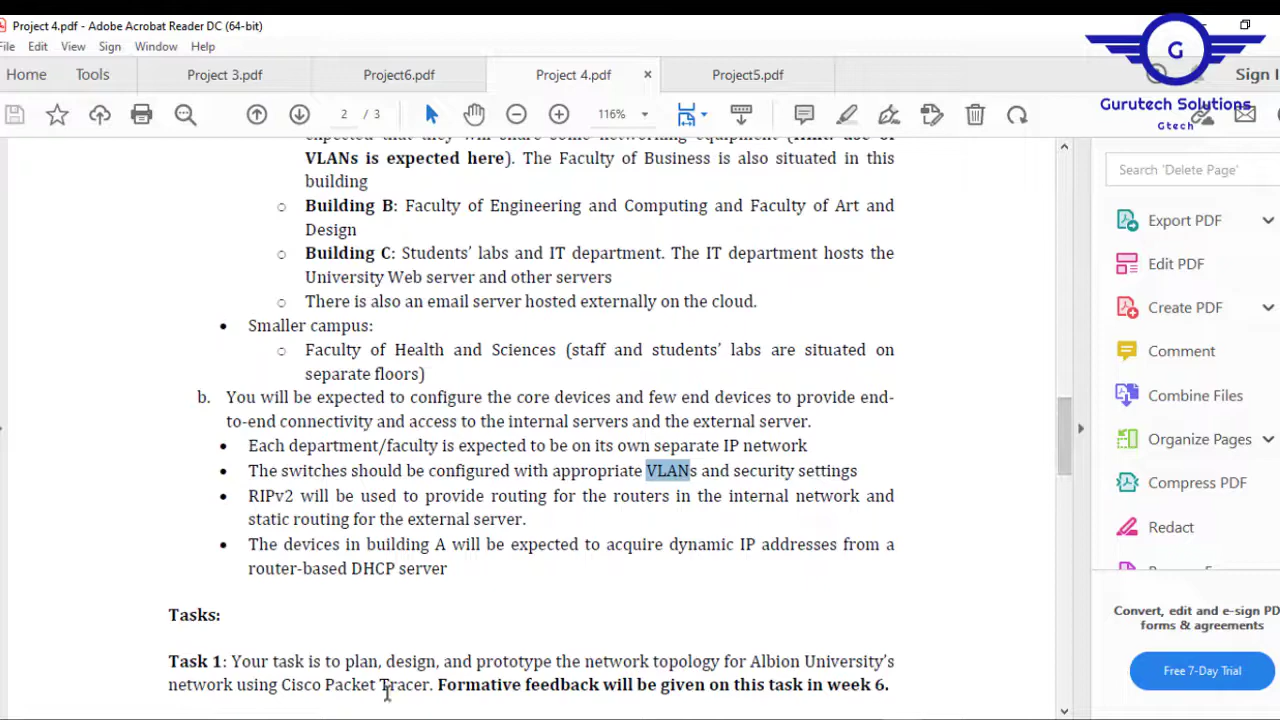 Project 4.pdf - Adobe Acrobat Reader DC (64-bit)
File Edit View Sign Window Help
Home Tools Project 3.pdf Project6.pdf Project 4.pdf × Project5.pdf Sign I
2 / 3 116%
G
Gurutech Solutions
Gtech
VLANs is expected here). The Faculty of Business is also situated in this
building
Building B: Faculty of Engineering and Computing and Faculty of Art and
Design
Building C: Students’ labs and IT department. The IT department hosts the
University Web server and other servers
There is also an email server hosted externally on the cloud.
Smaller campus:
Faculty of Health and Sciences (staff and students’ labs are situated on
separate floors)
b. You will be expected to configure the core devices and few end devices to provide end-
to-end connectivity and access to the internal servers and the external server.
Each department/faculty is expected to be on its own separate IP network
The switches should be configured with appropriate VLANs and security settings
RIPv2 will be used to provide routing for the routers in the internal network and
static routing for the external server.
The devices in building A will be expected to acquire dynamic IP addresses from a
router-based DHCP server
Tasks:
Task 1: Your task is to plan, design, and prototype the network topology for Albion University’s
network using Cisco Packet Tracer. Formative feedback will be given on this task in week 6.
Search 'Delete Page'
Export PDF
Edit PDF
Create PDF
Comment
Combine Files
Organize Pages
Compress PDF
Redact
Convert, edit and e-sign PD
forms & agreements
Free 7-Day Trial